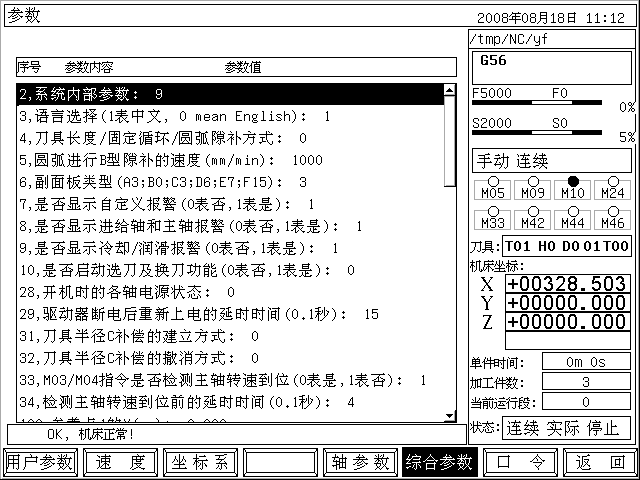 参数
2008年08月18日 11:12
/tmp/NC/yf
序号 参数内容 参数值
2,系统内部参数: 9
3,语言选择(1表中文, 0 mean English): 1
4,刀具长度/固定循环/圆弧隙补方式: 0
5,圆弧进行B型隙补的速度(mm/min): 1000
6,副面板类型(A3;B0;C3;D6;E7;F15): 3
7,是否显示自定义报警(0表否,1表是): 1
8,是否显示进给轴和主轴报警(0表否,1表是): 1
9,是否显示冷却/润滑报警(0表否,1表是): 1
10,是否启动选刀及换刀功能(0表否,1表是): 0
28,开机时的各轴电源状态: 0
29,驱动器断电后重新上电的延时时间(0.1秒): 15
31,刀具半径C补偿的建立方式: 0
32,刀具半径C补偿的撤消方式: 0
33,M03/M04指令是否检测主轴转速到位(0表是,1表否): 1
34,检测主轴转速到位前的延时时间(0.1秒): 4
OK, 机床正常!
G56
F5000 F0
0%
S2000 S0
5%
手动 连续
M05 M09 M10 M24
M33 M42 M44 M46
刀具: T01 H0 D0 01T00
机床坐标:
X +00328.503
Y +00000.000
Z +00000.000
单件时间: 0m 0s
加工件数: 3
当前运行段: 0
状态: 连续 实际 停止
用户参数 速 度 坐标系 轴参数 综合参数 口 令 返 回